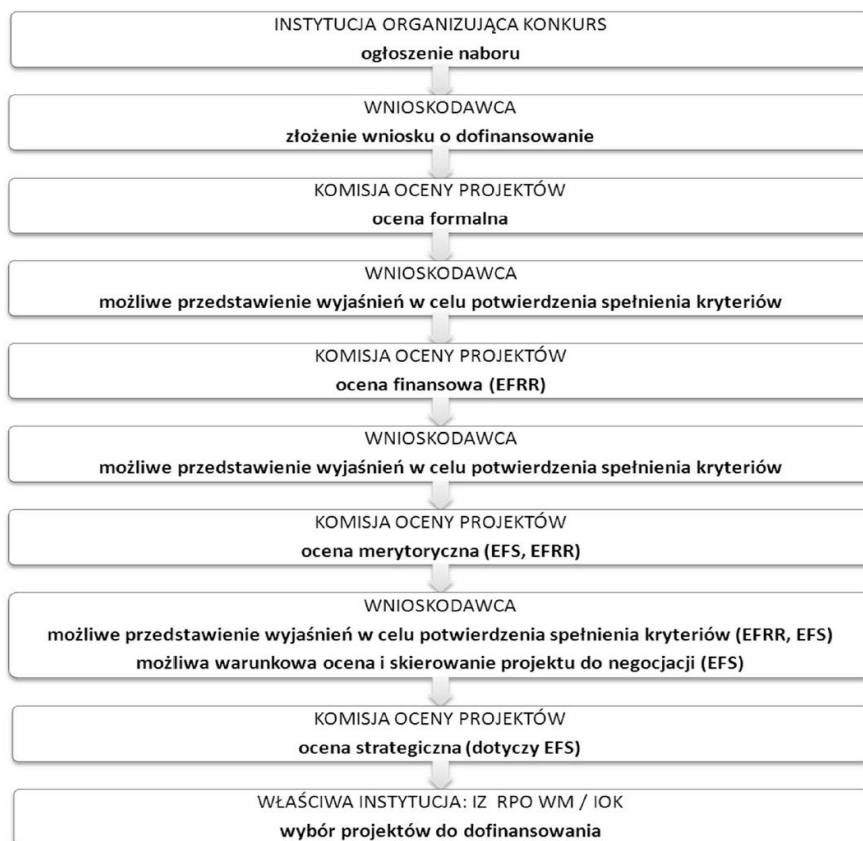 INSTYTUCJA ORGANIZUJĄCA KONKURS
ogłoszenie naboru
WNIOSKODAWCA
złożenie wniosku o dofinansowanie
KOMISJA OCENY PROJEKTÓW
ocena formalna
WNIOSKODAWCA
możliwe przedstawienie wyjaśnień w celu potwierdzenia spełnienia kryteriów
KOMISJA OCENY PROJEKTÓW
ocena finansowa (EFRR)
WNIOSKODAWCA
możliwe przedstawienie wyjaśnień w celu potwierdzenia spełnienia kryteriów
KOMISJA OCENY PROJEKTÓW
ocena merytoryczna (EFS, EFRR)
WNIOSKODAWCA
możliwe przedstawienie wyjaśnień w celu potwierdzenia spełnienia kryteriów (EFRR, EFS)
możliwa warunkowa ocena i skierowanie projektu do negocjacji (EFS)
KOMISJA OCENY PROJEKTÓW
ocena strategiczna (dotyczy EFS)
WŁAŚCIWA INSTYTUCJA: IZ RPO WM / IOK
wybór projektów do dofinansowania